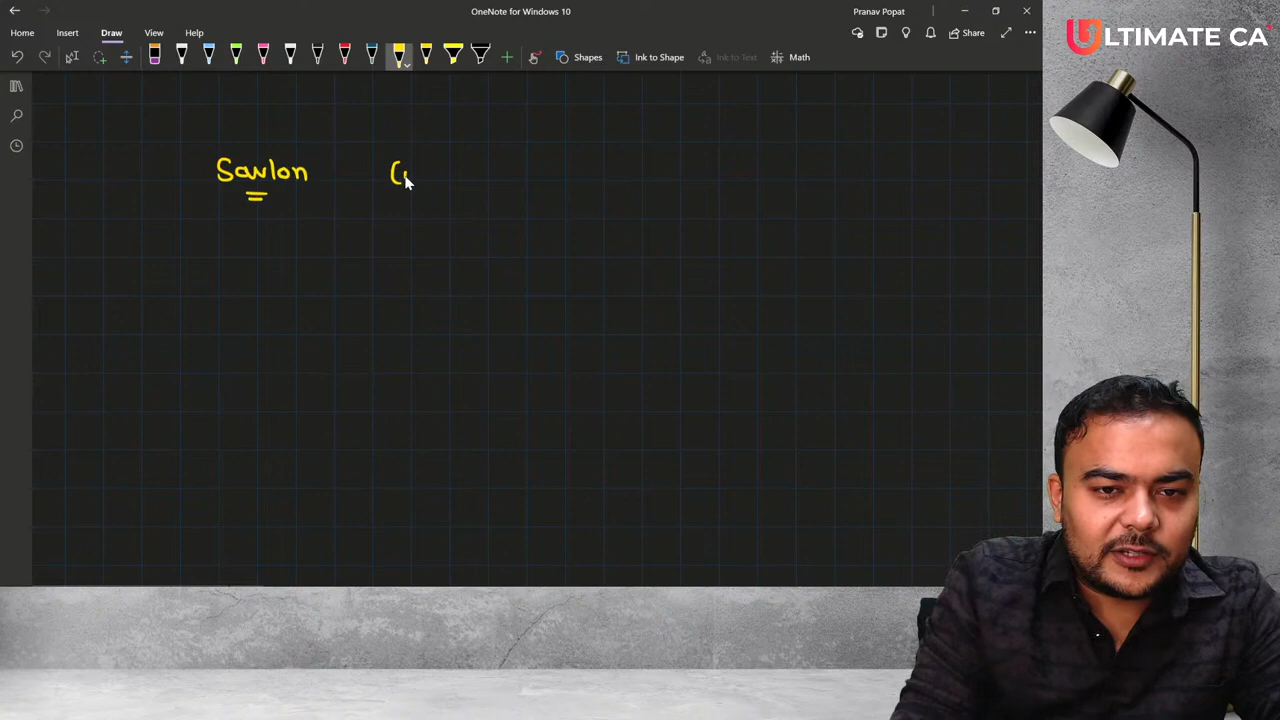 OneNote for Windows 10
Pranav Popat
Home Insert Draw View Help
Share
Shapes Ink to Shape Ink to Text Math
ULTIMATE CA
Savlon (